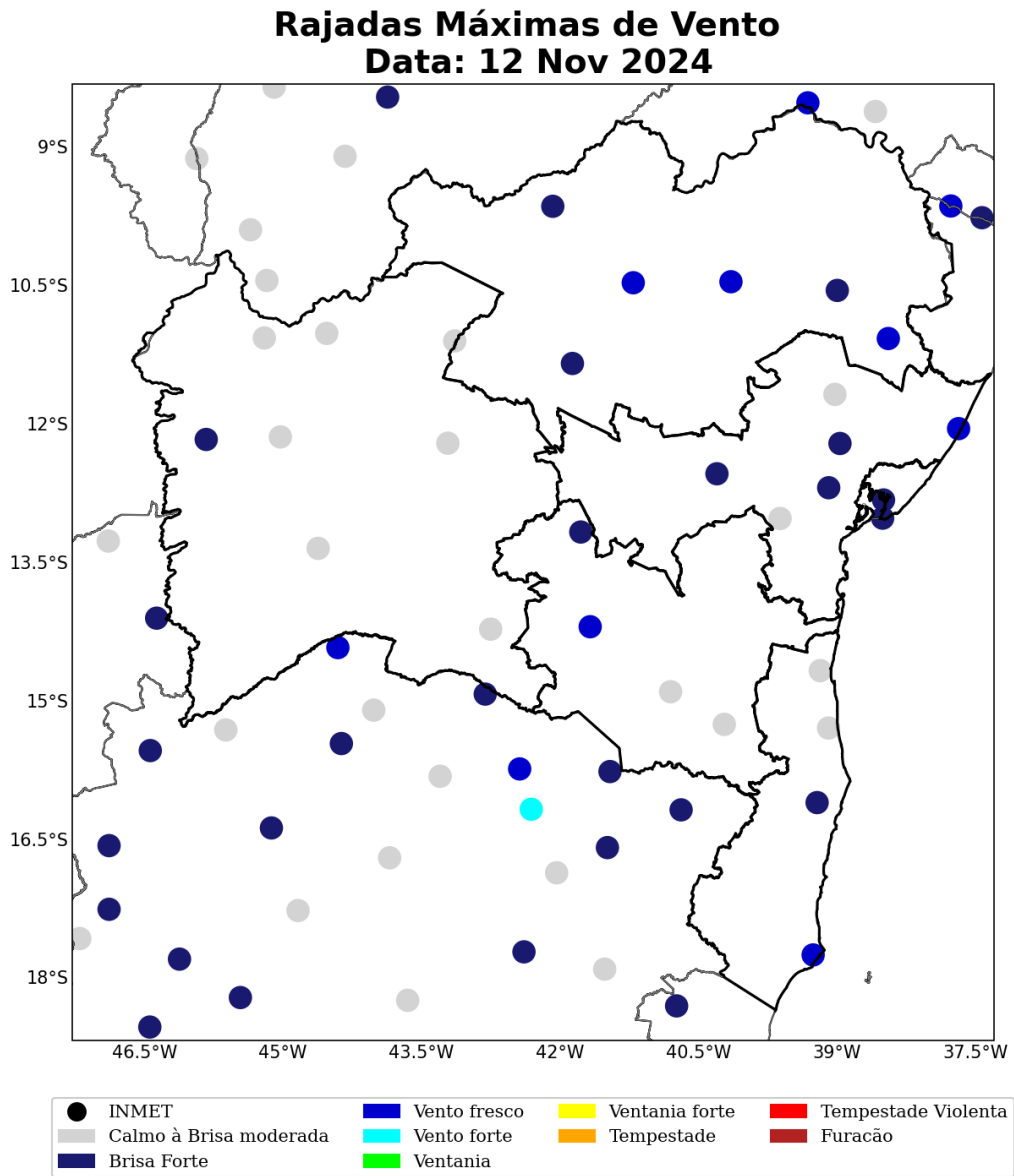 Rajadas Máximas de Vento
Data: 12 Nov 2024
9°S
10.5°S
12°S
13.5°S
15°S
16.5°S
18°S
46.5°W 45°W 43.5°W 42°W 40.5°W 39°W 37.5°W
INMET
Calmo à Brisa moderada
Brisa Forte
Vento fresco
Vento forte
Ventania
Ventania forte
Tempestade
Tempestade Violenta
Furacão